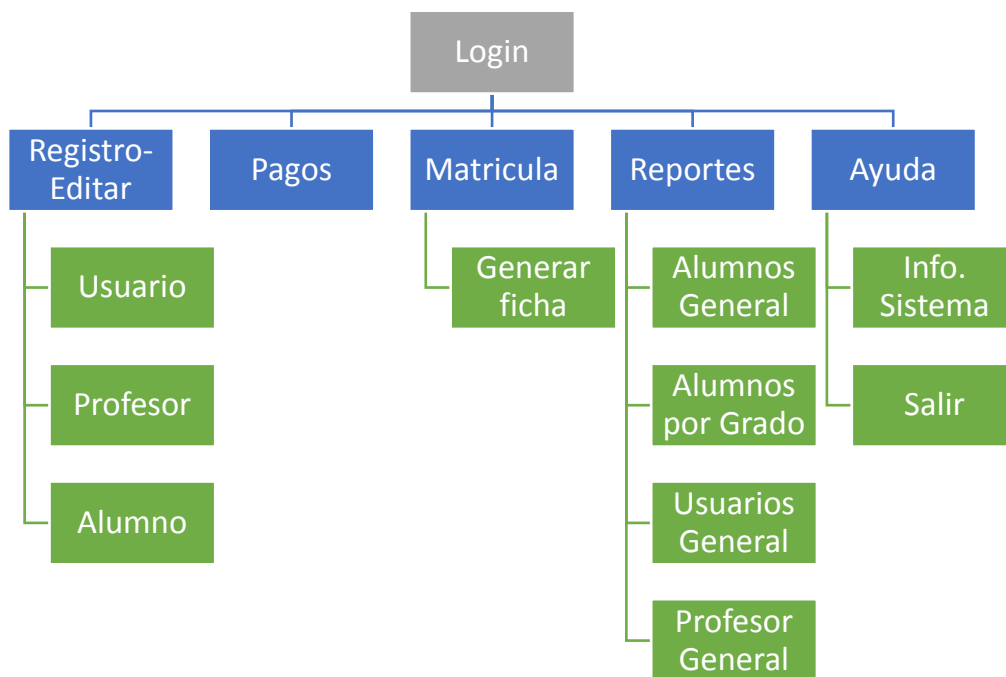 Login
Registro-
Editar
Pagos
Matricula
Reportes
Ayuda
Usuario
Profesor
Alumno
Generar
ficha
Alumnos
General
Alumnos
por Grado
Usuarios
General
Profesor
General
Info.
Sistema
Salir